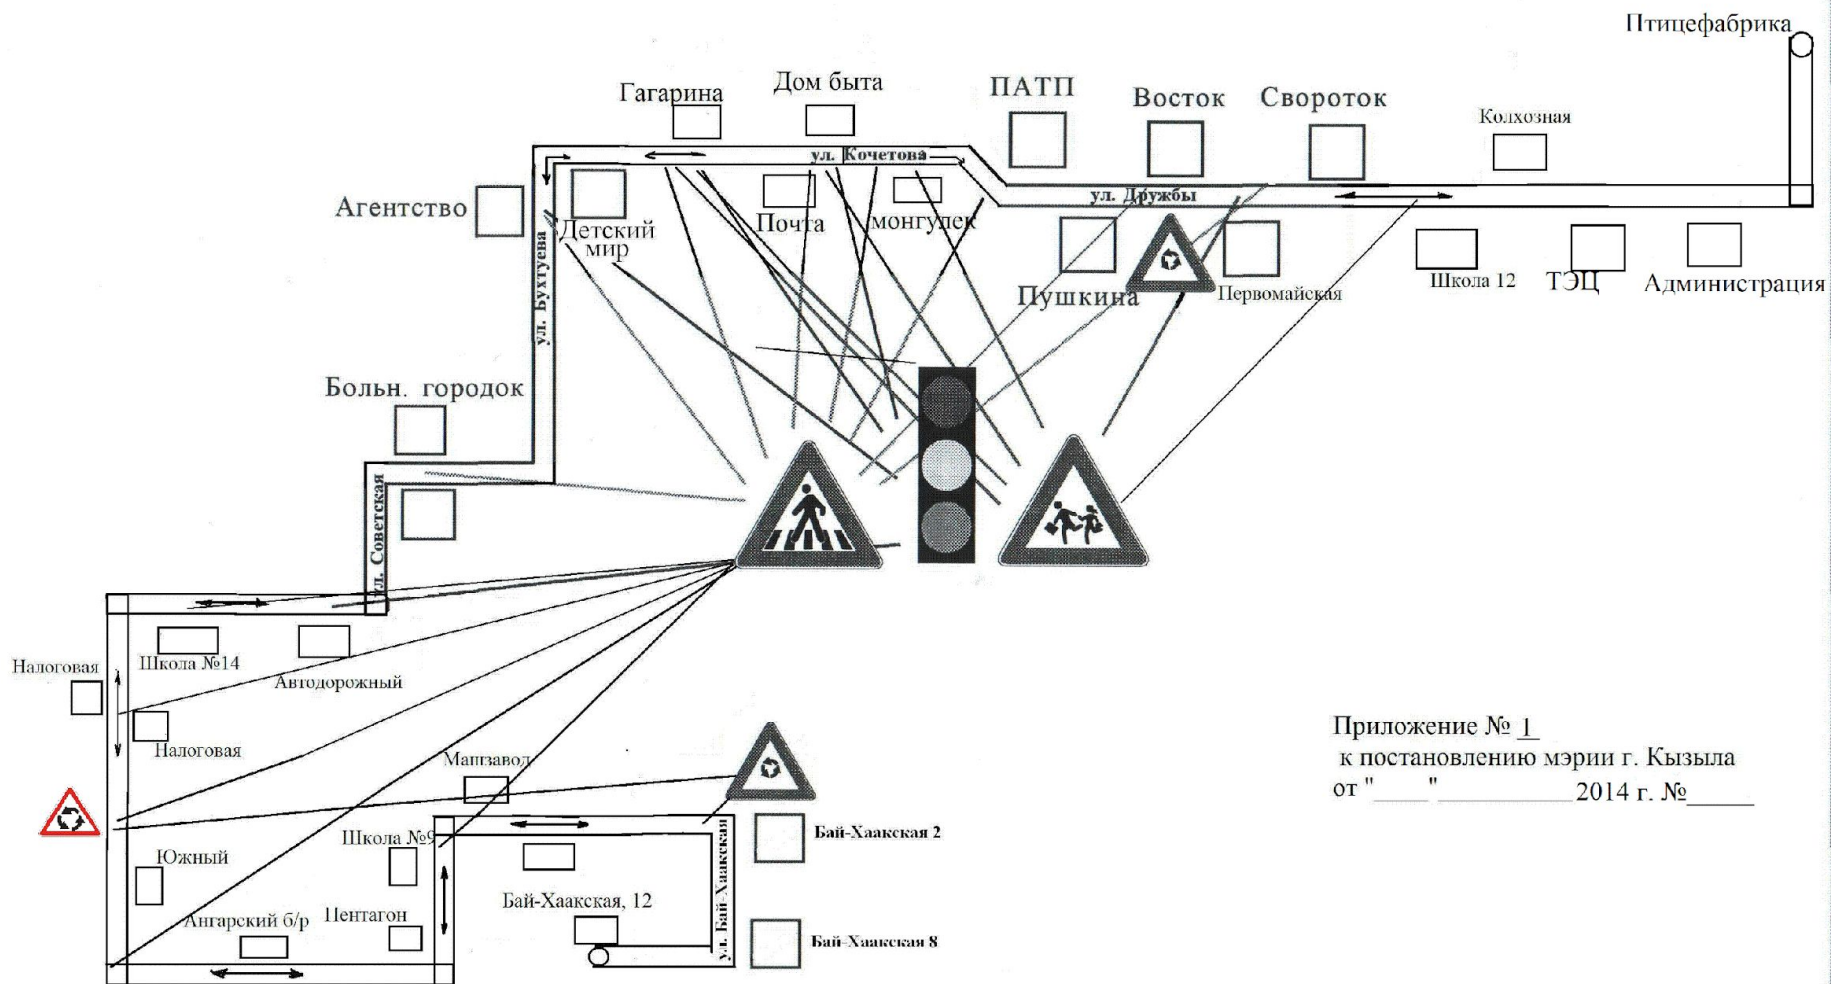 Птицефабрика
Гагарина
Дом быта
ПАТП
Восток
Свороток
Колхозная
ул. Кочетова
ул. Дружбы
Агентство
Детский
мир
Почта
монгулек
Пушкина
Первомайская
Школа 12
ТЭЦ
Администрация
ул. Бухтуева
Больн. городок
ул. Советская
Налоговая
Школа №14
Автодорожный
Налоговая
Машзавод
Приложение № 1
к постановлению мэрии г. Кызыла
от "____"__________ 2014 г. №_____
Школа №9
Бай-Хаакская 2
Южный
Ангарский б/р
Пентагон
Бай-Хаакская, 12
ул. Бай-Хаакская
Бай-Хаакская 8